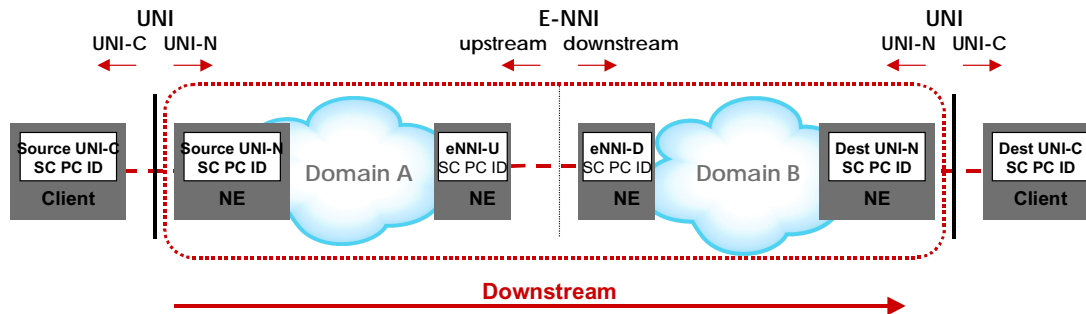 UNI
E-NNI
UNI
UNI-C UNI-N
upstream downstream
UNI-N UNI-C
Source UNI-C
SC PC ID
Client
Source UNI-N
SC PC ID
NE
Domain A
eNNI-U
SC PC ID
NE
eNNI-D
SC PC ID
NE
Domain B
Dest UNI-N
SC PC ID
NE
Dest UNI-C
SC PC ID
Client
Downstream